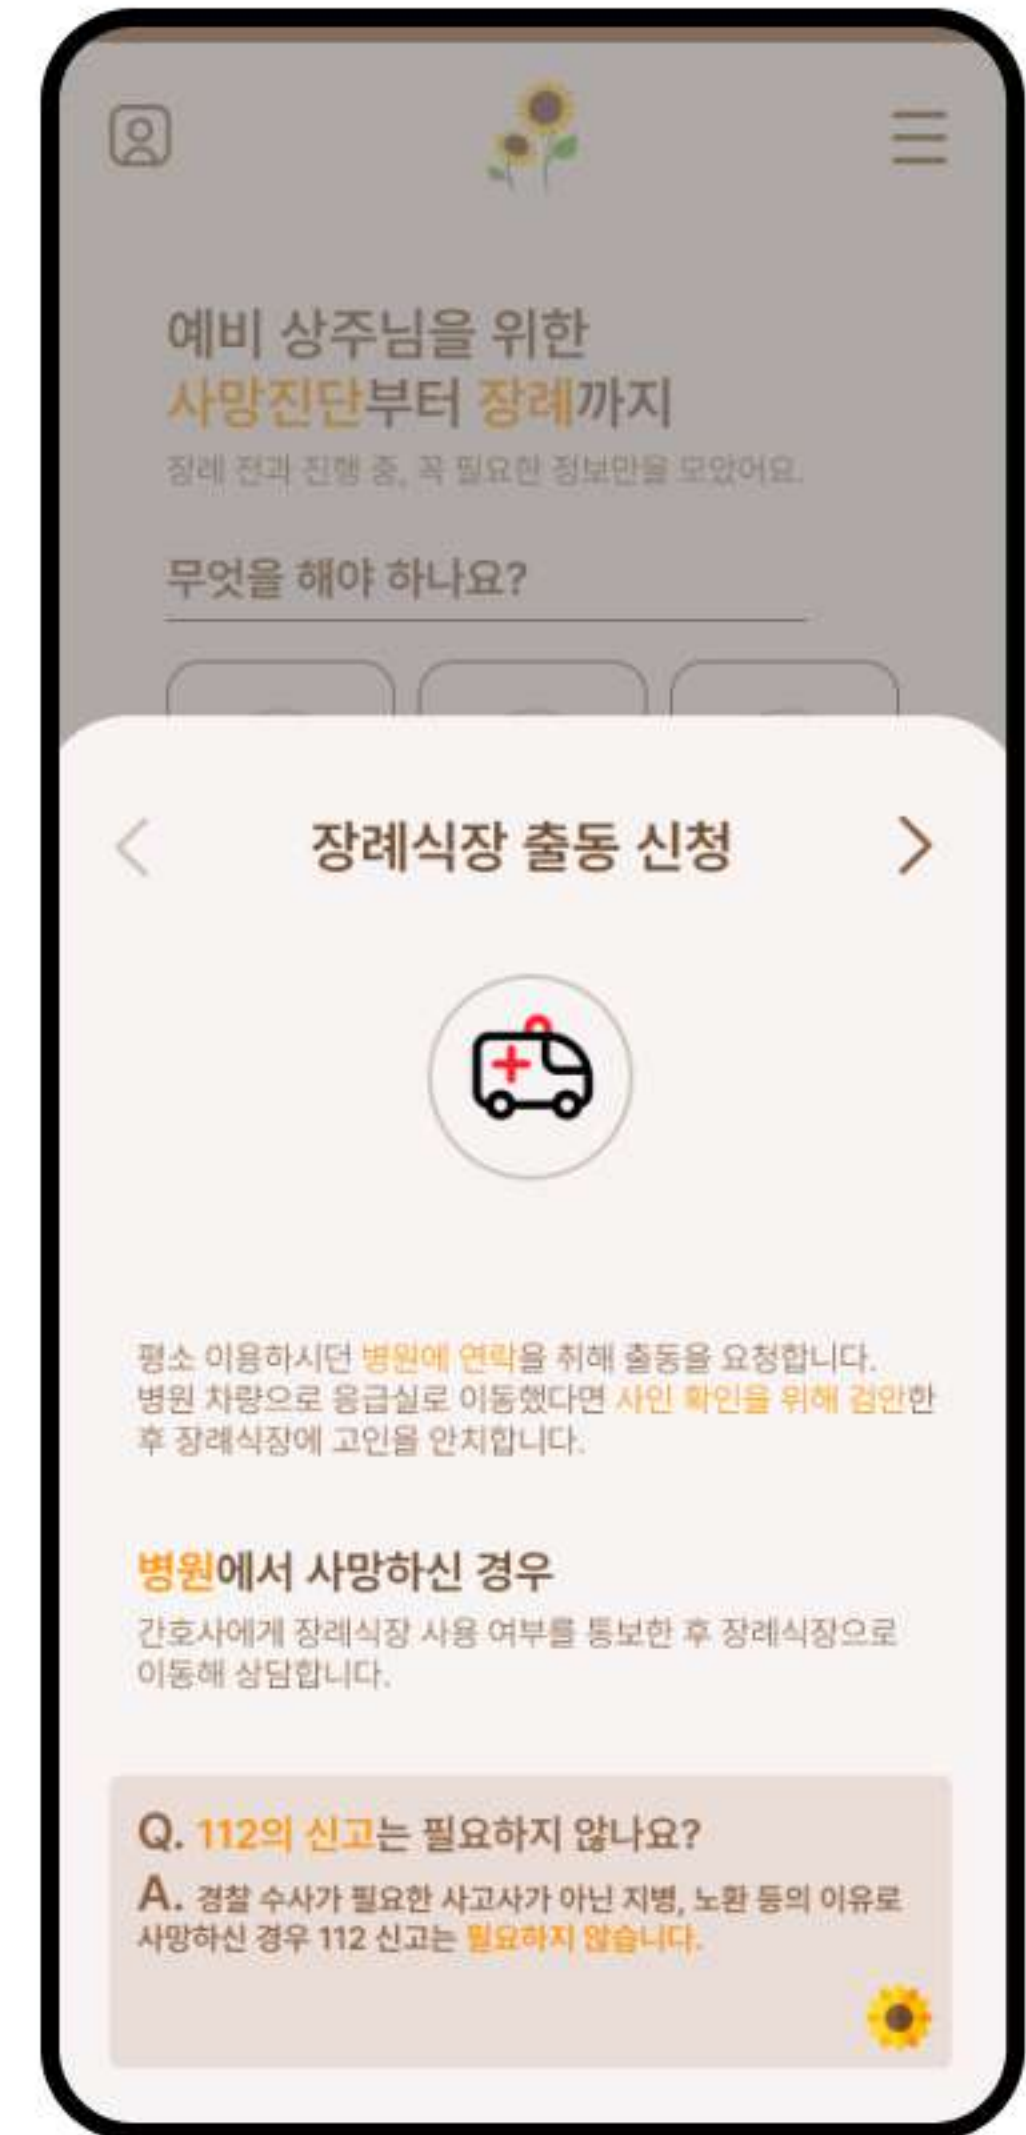 예비 상주님을 위한
사망진단부터 장례까지
장례 전과 진행 중, 꼭 필요한 정보만을 모았어요.
무엇을 해야 하나요?
장례식장 출동 신청
평소 이용하시던 병원에 연락을 취해 출동을 요청합니다.
병원 차량으로 응급실로 이동했다면 사인 확인을 위해 검안한
후 장례식장에 고인을 안치합니다.
병원에서 사망하신 경우
간호사에게 장례식장 사용 여부를 통보한 후 장례식장으로
이동해 상담합니다.
Q. 112의 신고는 필요하지 않나요?
A. 경찰 수사가 필요한 사고사가 아닌 지병, 노환 등의 이유로
사망하신 경우 112 신고는 필요하지 않습니다.